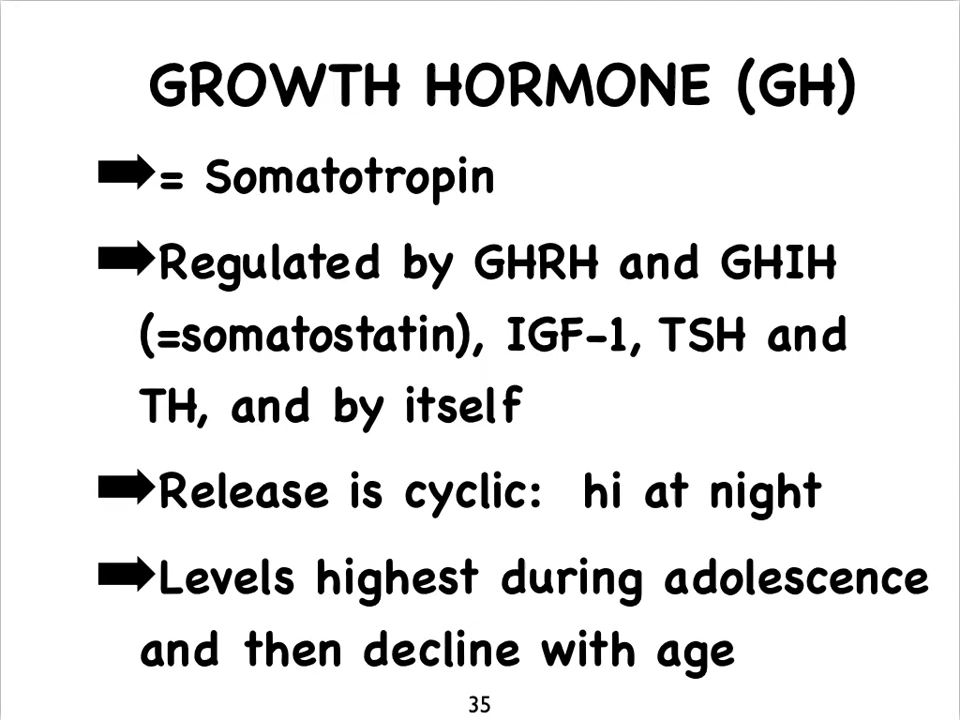 GROWTH HORMONE (GH)
= Somatotropin
Regulated by GHRH and GHIH
(=somatostatin), IGF-1, TSH and
TH, and by itself
Release is cyclic: hi at night
Levels highest during adolescence
and then decline with age
35